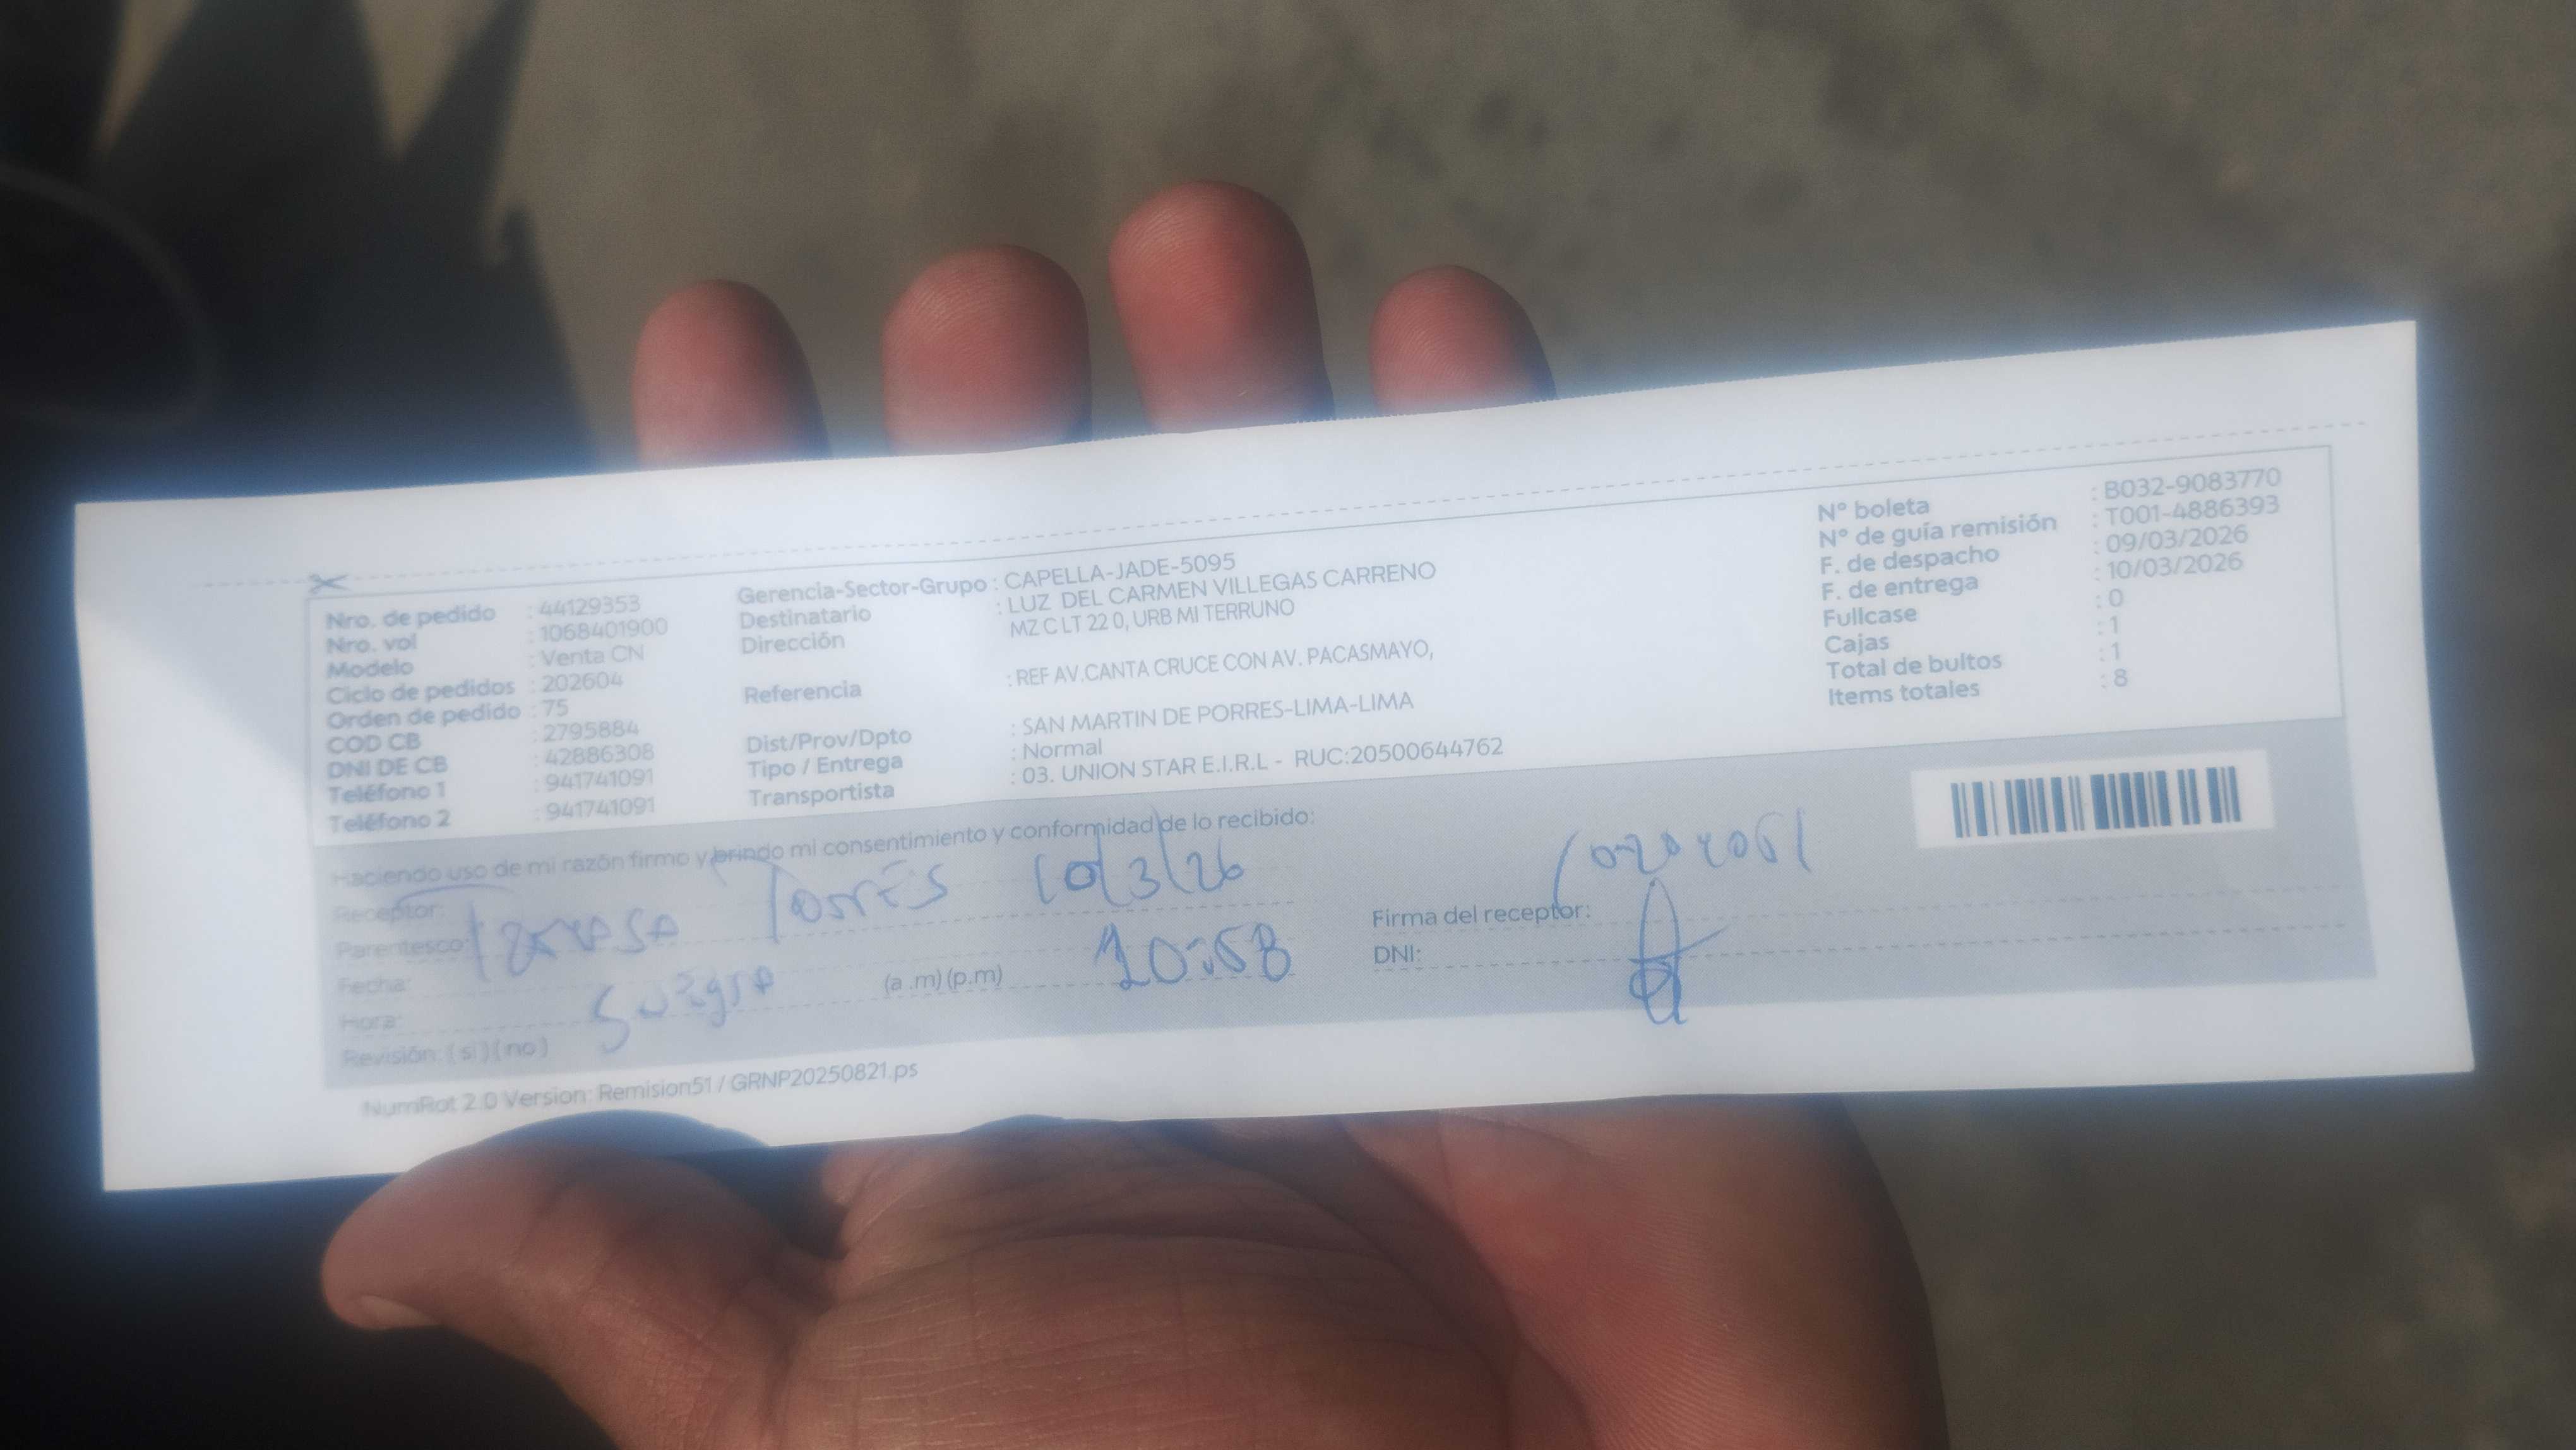 Nro. de pedido : 44129353
Nro. vol : 1068401900
Modelo : Venta CN
Ciclo de pedidos : 202604
Orden de pedido : 75
COD CB : 2795884
DNI DE CB : 42886308
Teléfono 1 : 941741091
Teléfono 2 : 941741091
Gerencia-Sector-Grupo : CAPELLA-JADE-5095
Destinatario : LUZ DEL CARMEN VILLEGAS CARRENO
Dirección MZ C LT 22 0, URB MI TERRUNO
Referencia : REF AV.CANTA CRUCE CON AV. PACASMAYO,
Dist/Prov/Dpto : SAN MARTIN DE PORRES-LIMA-LIMA
Tipo / Entrega : Normal
Transportista : 03. UNION STAR E.I.R.L - RUC:20500644762
N° boleta : B032-9083770
N° de guía remisión : T001-4886393
F. de despacho : 09/03/2026
F. de entrega : 10/03/2026
Fullcase : 0
Cajas : 1
Total de bultos : 1
Items totales : 8
Haciendo uso de mi razón firmo y brindo mi consentimiento y conformidad de lo recibido:
Receptor:
Parentesco: Teresa Torres 10/3/26
Fecha:
Hora: Suegra (a .m) (p.m) 10:58
Revisión: ( si ) ( no )
Firma del receptor:
DNI:
NumRot 2.0 Version: Remision51 / GRNP20250821.ps